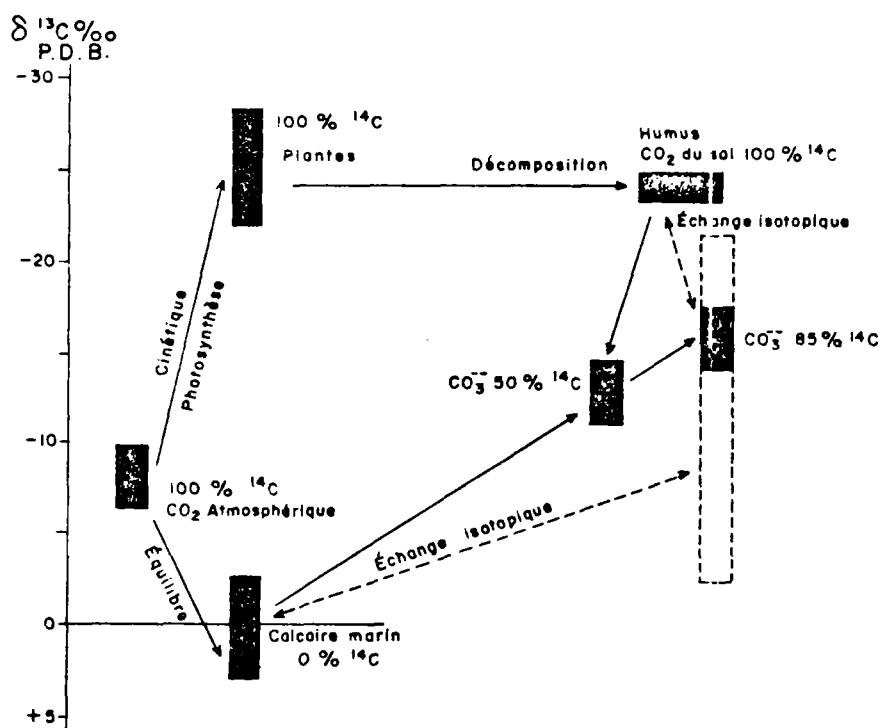 δ ¹³C ‰
P.D.B.
-30
-20
-10
0
+5
100 % ¹⁴C
Plantes
Décomposition
Humus
CO₂ du sol 100 % ¹⁴C
Échange isotopique
Cinétique
Photosynthèse
CO₃⁻⁻ 50 % ¹⁴C
CO₃⁻⁻ 85 % ¹⁴C
100 % ¹⁴C
CO₂ Atmosphérique
Équilibre
Échange isotopique
Calcaire marin
0 % ¹⁴C